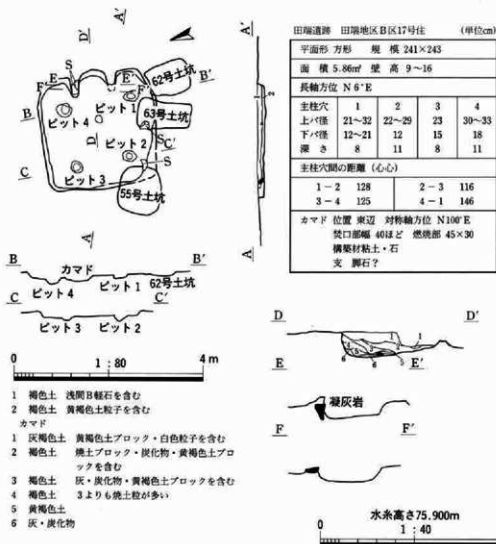 田端遺跡 田端地区B区17号住 (単位cm)
平面形 方形 規模 241×243
面積 5.86㎡ 壁高 9〜16
長軸方位 N6°E
主柱穴 1 2 3 4
上バ径 21〜32 22〜29 23 30〜33
下バ径 12〜21 12 15 18
深さ 8 11 8 11
主柱穴間の距離 (心心)
1-2 128 2-3 116
3-4 125 4-1 146
カマド 位置 東辺 対称軸方位 N100°E
焚口部幅 40ほど 燃焼部 45×30
構築材粘土・石
支脚石?
A'
D'
S
F E E' F'
62号土坑
B'
ピット1
B
63号土坑
ピット4
S
D
ピット2
C'
S
ピット3
C
55号土坑
A
A'
1
2
A
B カマド B'
ピット4 ピット1 62号土坑
C C'
ピット3 ピット2
0 1:80 4m
1 褐色土 浅間B軽石を含む
2 褐色土 黄褐色土粒子を含む
カマド
1 灰褐色土 黄褐色土ブロック・白色粒子を含む
2 褐色土 焼土ブロック・炭化物・黄褐色土ブロ
ックを含む
3 褐色土 灰・炭化物・黄褐色土ブロックを含む
4 褐色土 3よりも焼土粒が多い
5 黄褐色土
6 灰・炭化物
D D'
E E'
凝灰岩
F F'
水糸高さ75.900m
0 1:40